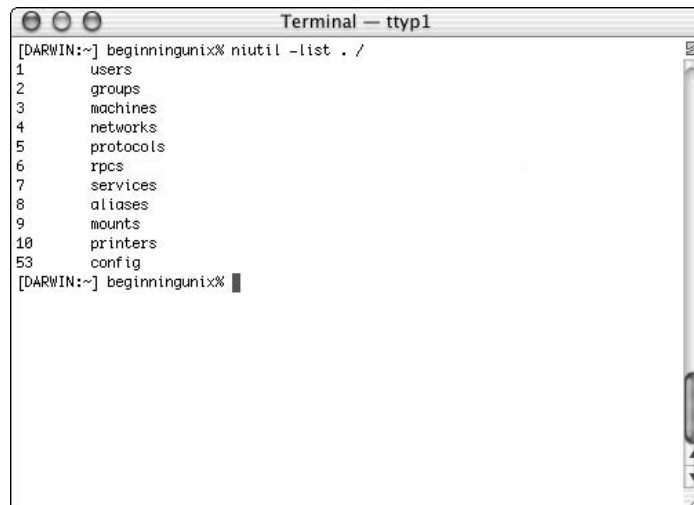 Terminal — ttyp1
[DARWIN:~] beginningunix% niutil -list . /
1 users
2 groups
3 machines
4 networks
5 protocols
6 rpcs
7 services
8 aliases
9 mounts
10 printers
53 config
[DARWIN:~] beginningunix%